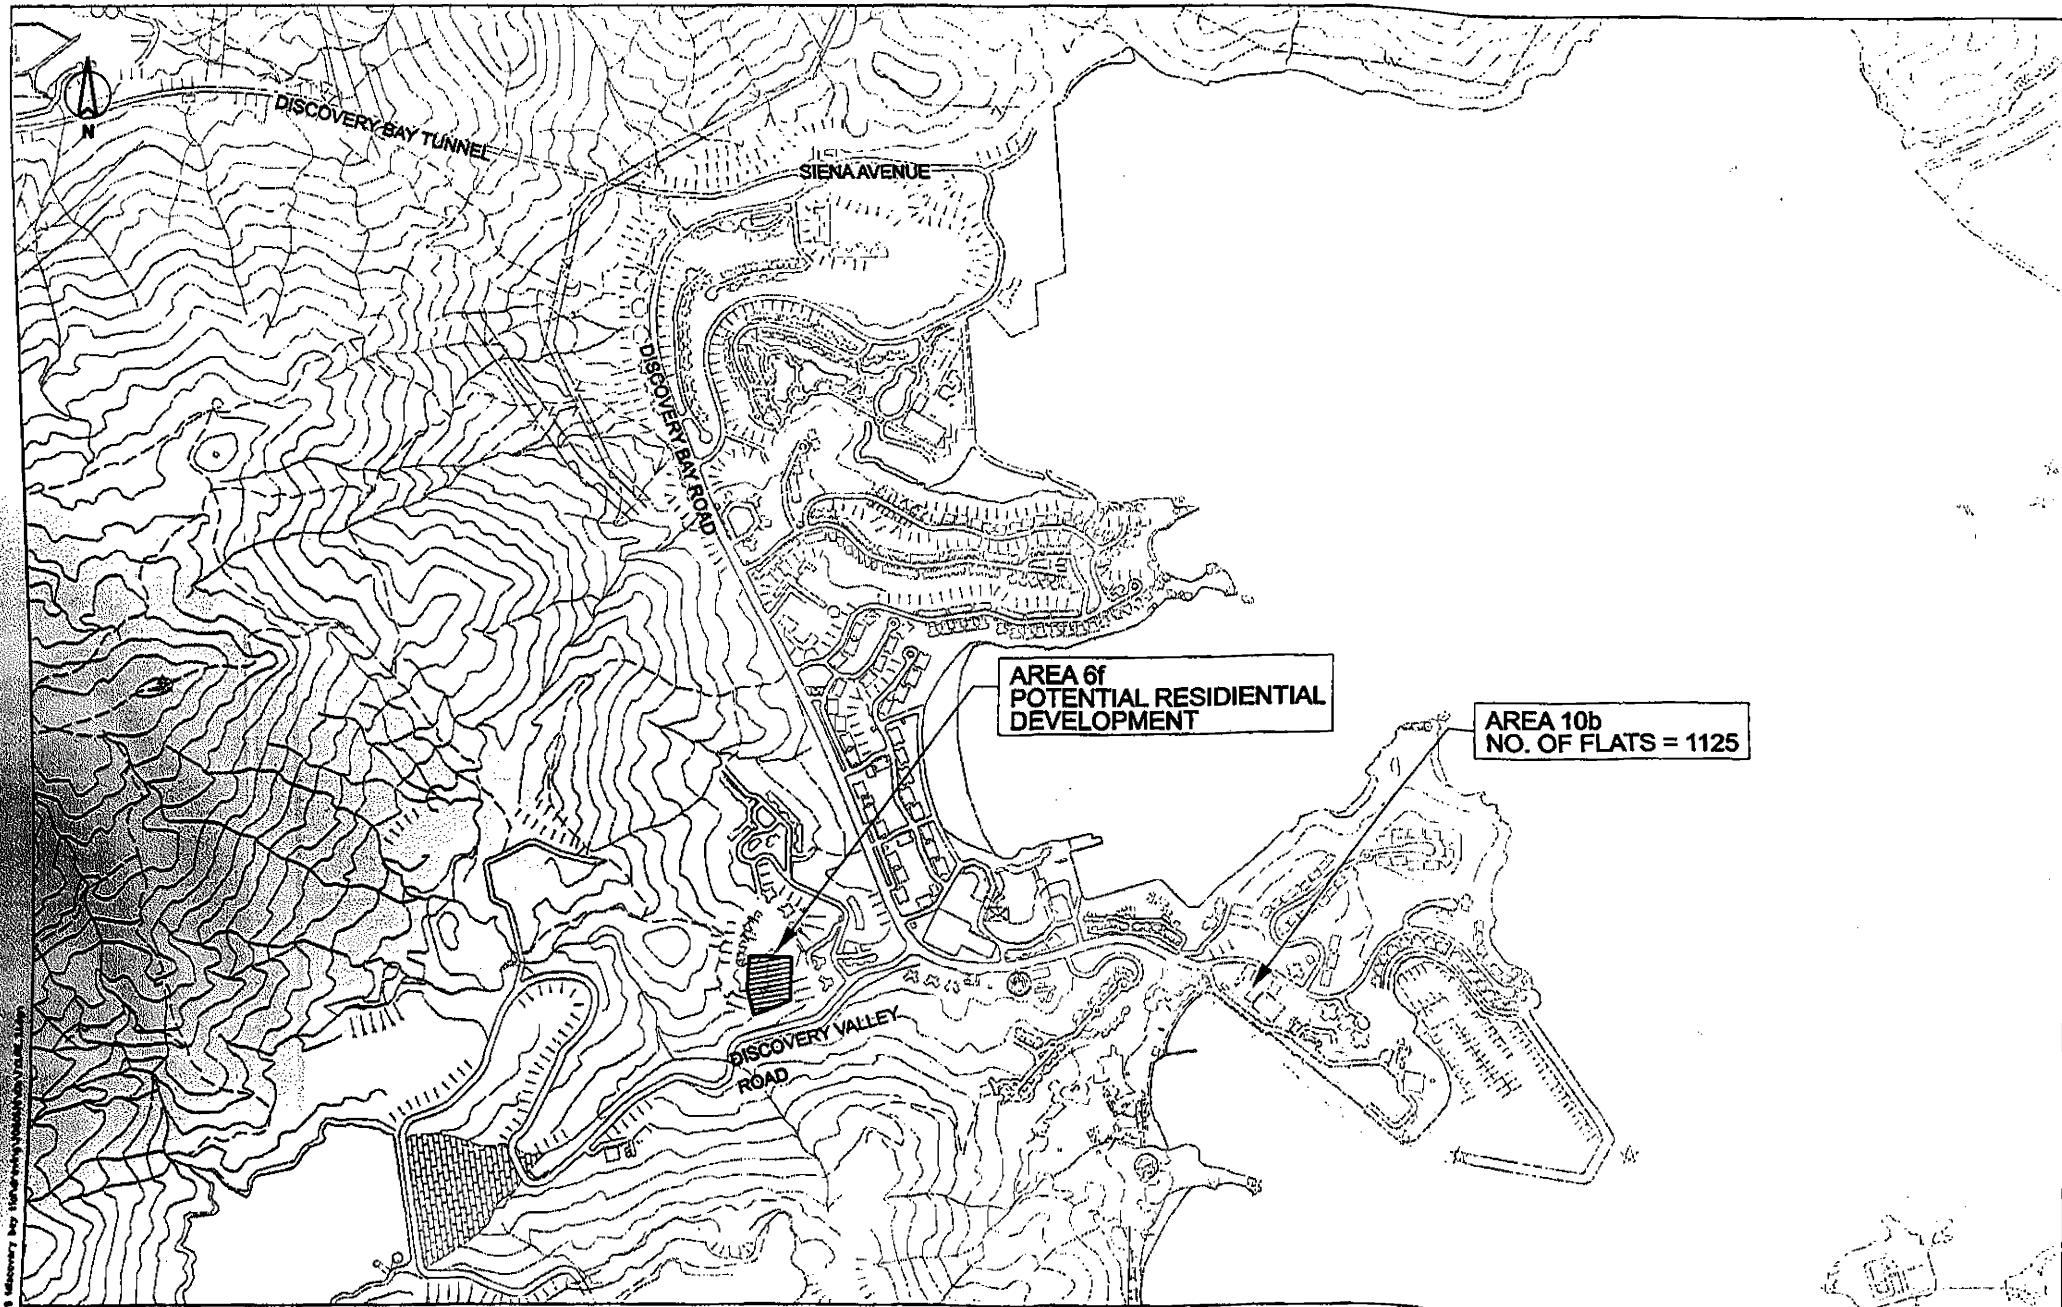 N
DISCOVERY BAY TUNNEL
SIENA AVENUE
DISCOVERY BAY ROAD
AREA 6f
POTENTIAL RESIDIENTIAL
DEVELOPMENT
AREA 10b
NO. OF FLATS = 1125
DISCOVERY VALLEY
ROAD